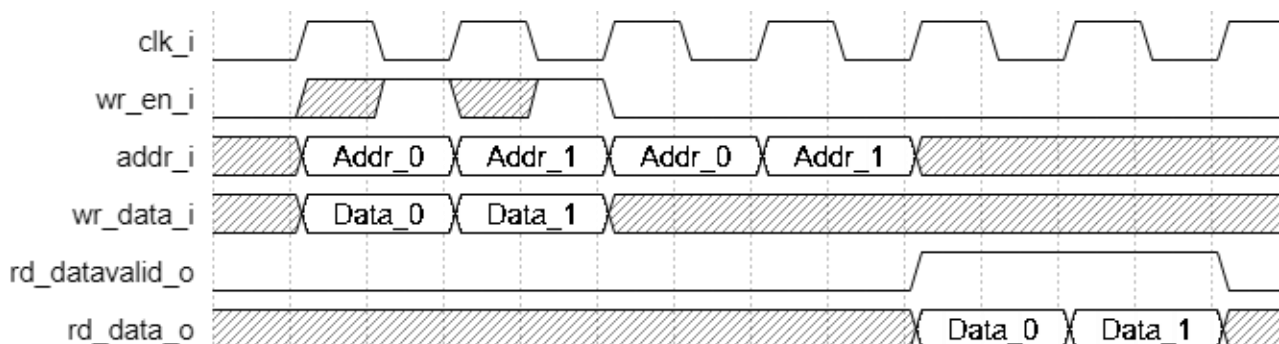 clk_i
wr_en_i
addr_i Addr_0 Addr_1 Addr_0 Addr_1
wr_data_i Data_0 Data_1
rd_datavalid_o
rd_data_o Data_0 Data_1